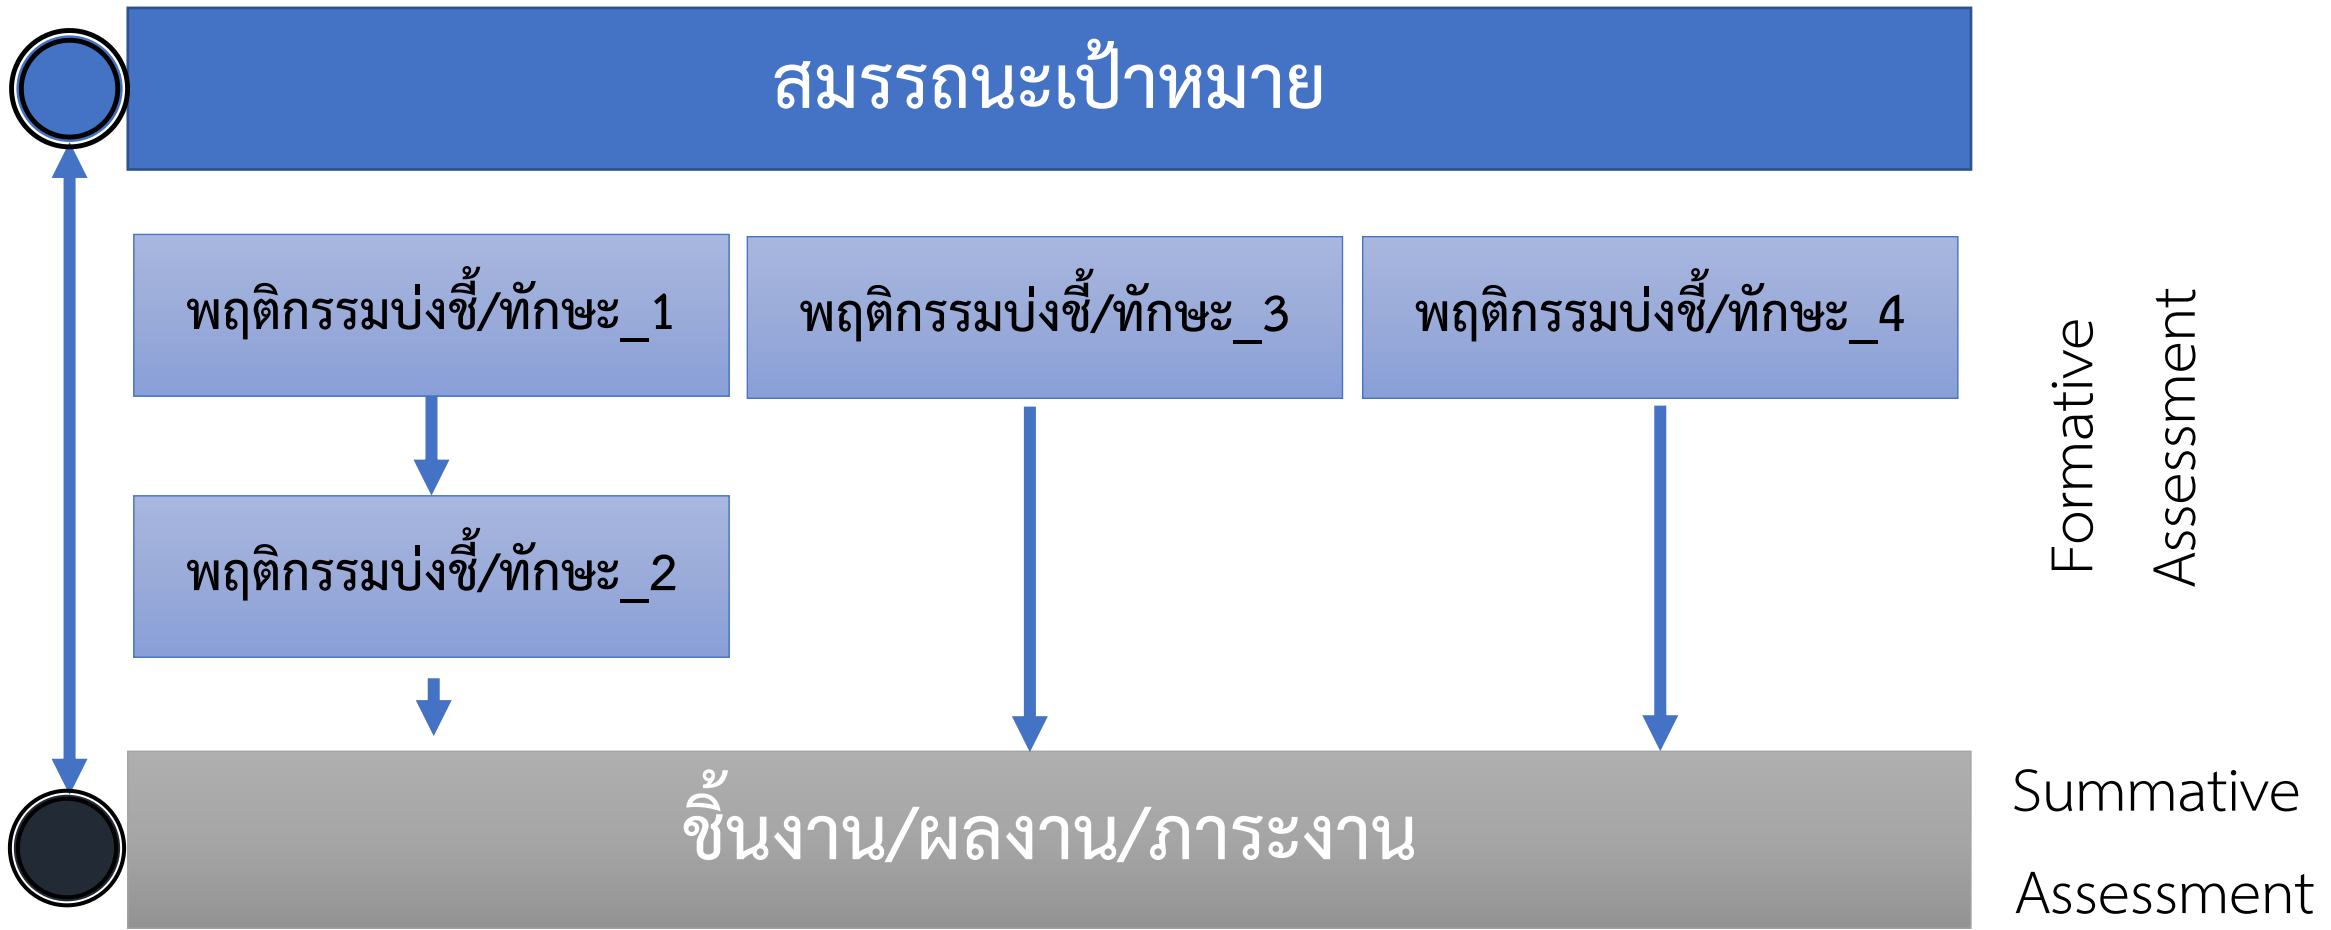 สมรรถนะเป้าหมาย
พฤติกรรมบ่งชี้/ทักษะ_1
พฤติกรรมบ่งชี้/ทักษะ_3
พฤติกรรมบ่งชี้/ทักษะ_4
พฤติกรรมบ่งชี้/ทักษะ_2
Formative
Assessment
ชิ้นงาน/ผลงาน/ภาระงาน
Summative
Assessment